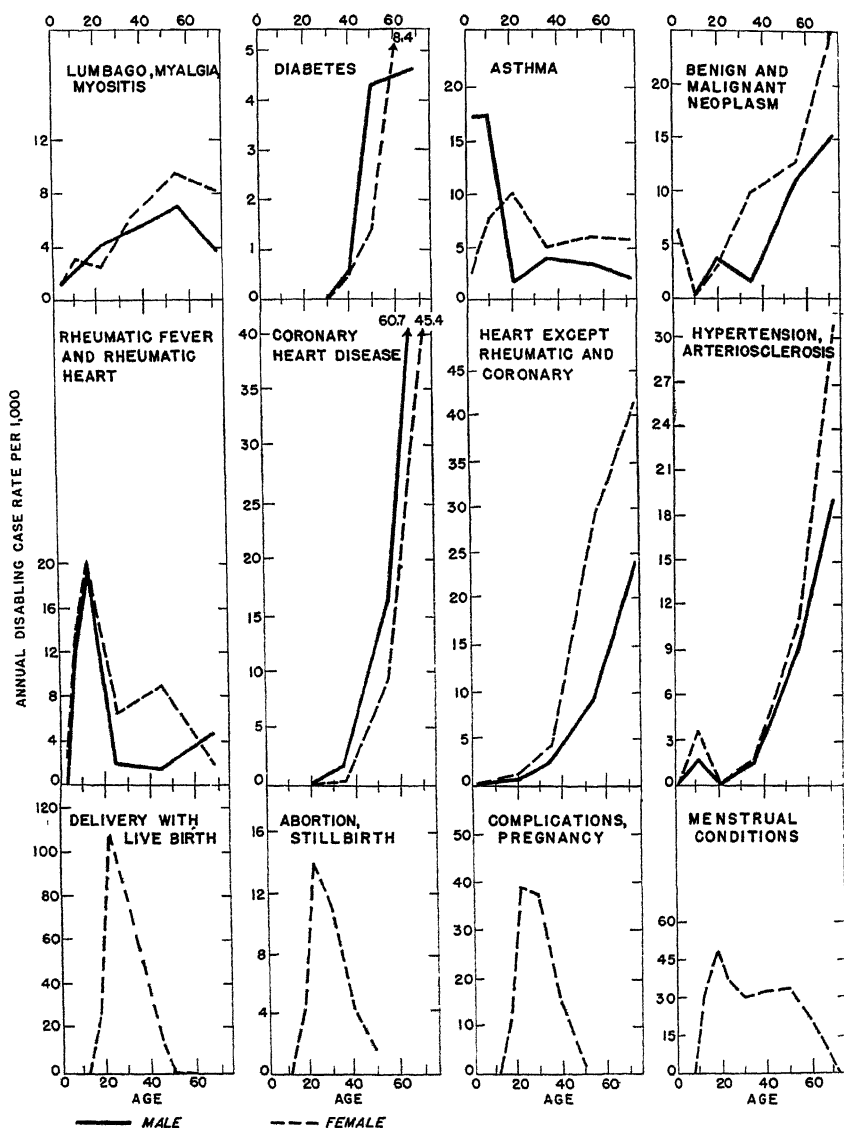 0 20 40 60
0 20 40 60
0 20 40 60
0 20 40 60
LUMBAGO, MYALGIA
MYOSITIS
12
8
4
0
DIABETES
8.4
5
4
3
2
1
0
ASTHMA
20
15
10
5
0
BENIGN AND
MALIGNANT
NEOPLASM
20
15
10
5
0
ANNUAL DISABLING CASE RATE PER 1,000
RHEUMATIC FEVER
AND RHEUMATIC
HEART
20
16
12
8
4
0
60.7 45.4
CORONARY
HEART DISEASE
40
35
30
25
20
15
10
5
0
HEART EXCEPT
RHEUMATIC AND
CORONARY
45
40
35
30
25
20
15
10
5
0
HYPERTENSION,
ARTERIOSCLEROSIS
30
27
24
21
18
15
12
9
6
3
0
DELIVERY WITH
LIVE BIRTH
120
100
80
60
40
20
0
0 20 40 60
AGE
ABORTION,
STILLBIRTH
16
12
8
4
0
20 40 60
AGE
COMPLICATIONS,
PREGNANCY
50
40
30
20
10
0
0 20 40 60
AGE
MENSTRUAL
CONDITIONS
60
45
30
15
0
0 20 40 60
AGE
MALE
FEMALE